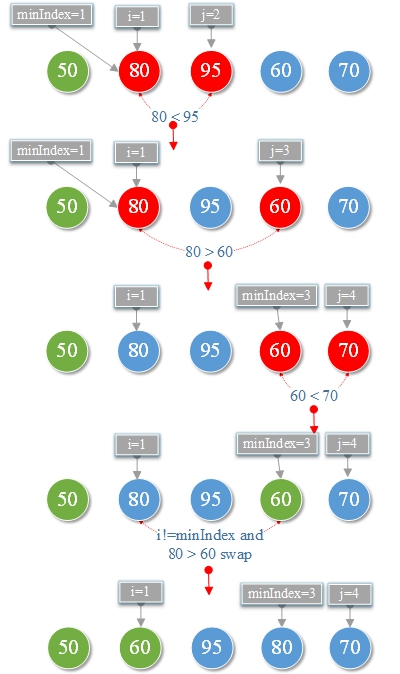 minIndex=1 i=1 j=2
50 80 95 60 70
80 < 95
minIndex=1 i=1 j=3
50 80 95 60 70
80 > 60
i=1 minIndex=3 j=4
50 80 95 60 70
60 < 70
i=1 minIndex=3 j=4
50 80 95 60 70
i!=minIndex and
80 > 60 swap
i=1 minIndex=3 j=4
50 60 95 80 70